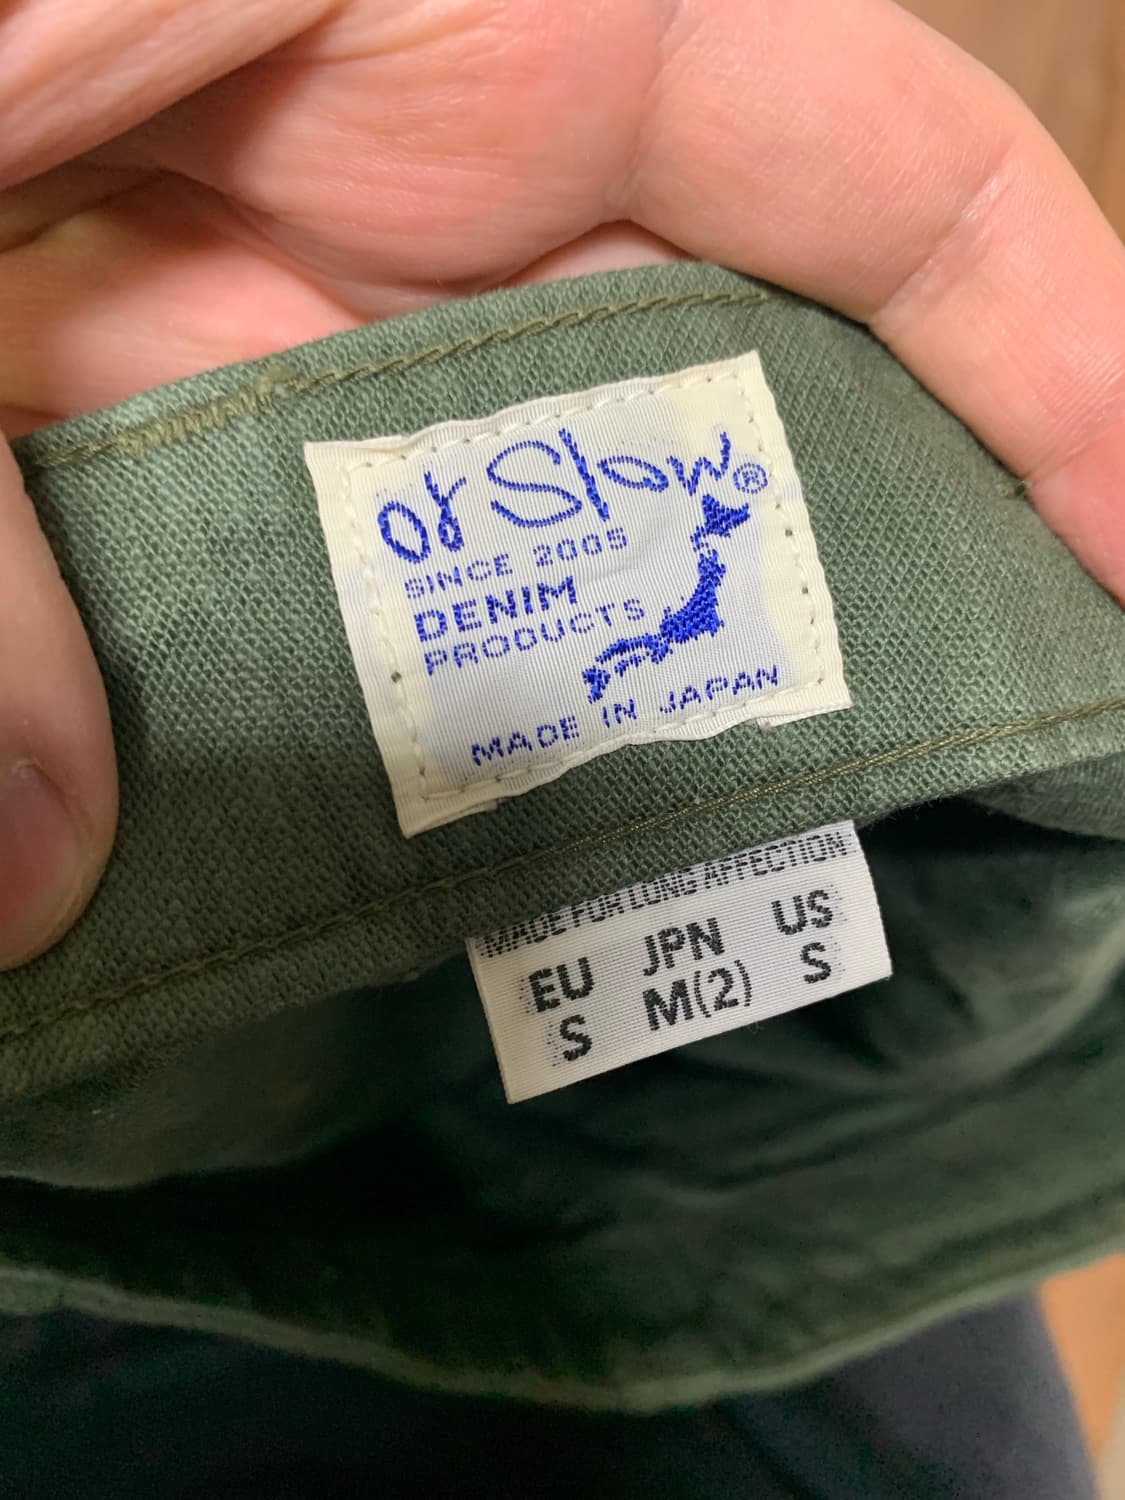 or Slow®
SINCE 2005
DENIM
PRODUCTS
MADE IN JAPAN
MADE FOR LONG AFFECTION
EU JPN US
S M(2) S